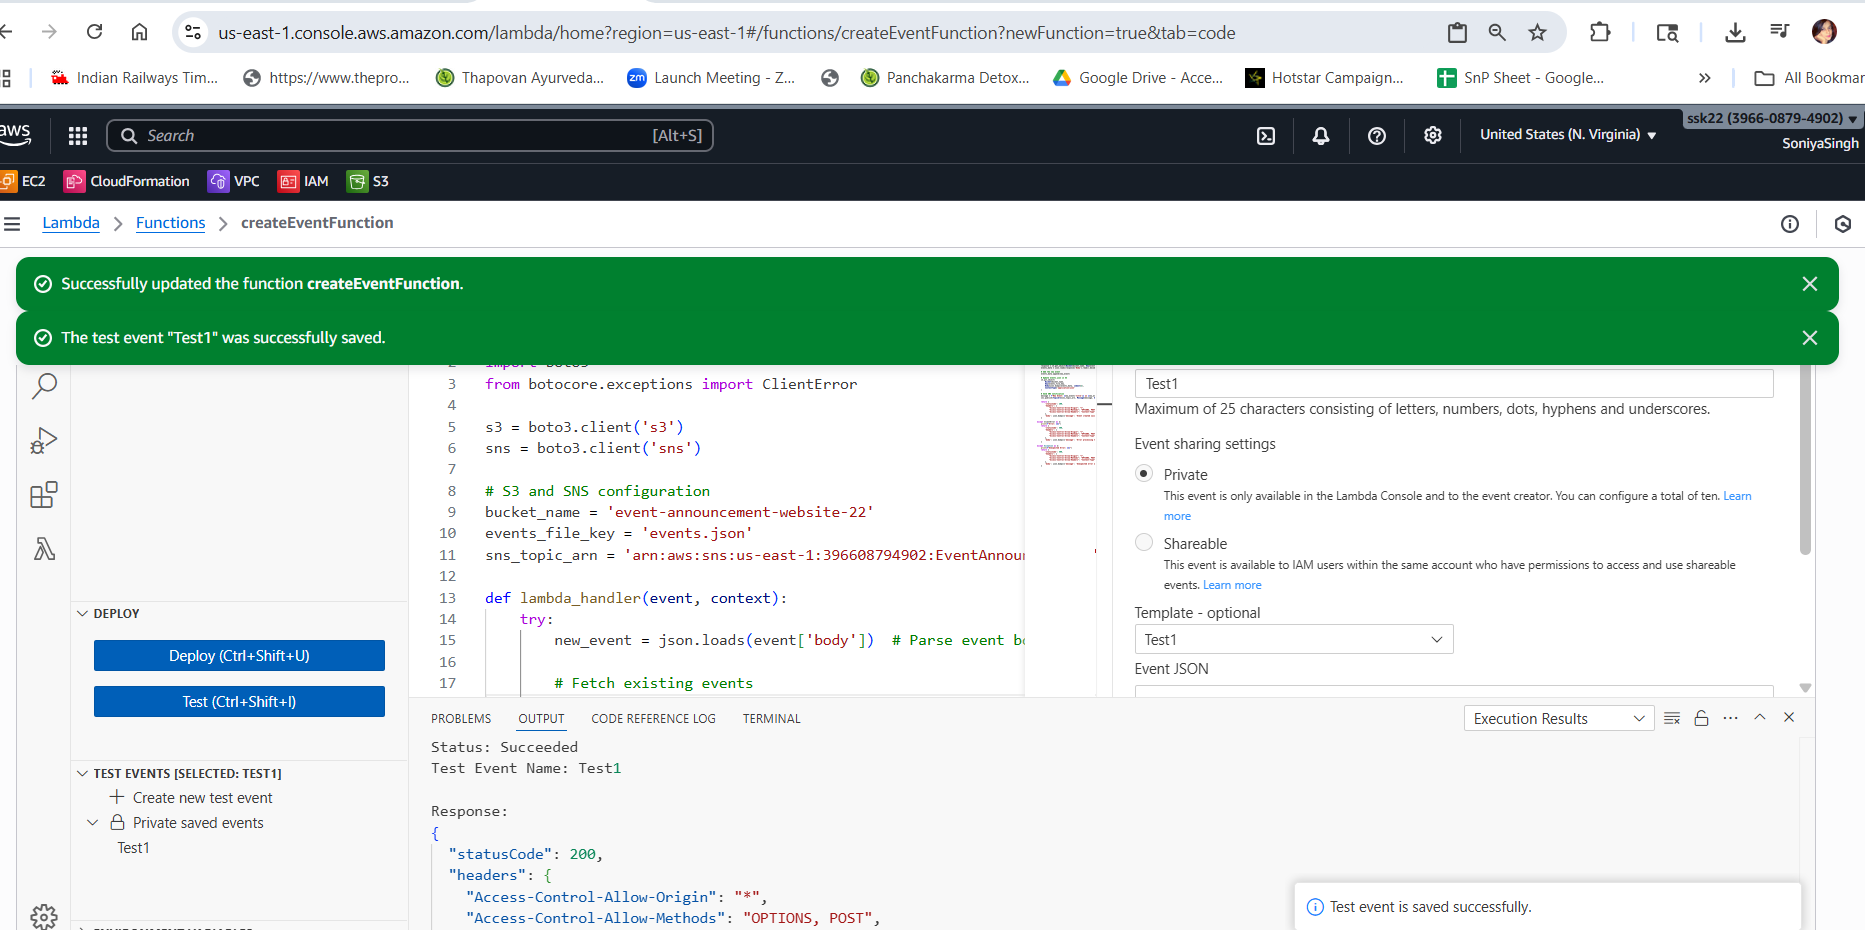 us-east-1.console.aws.amazon.com/lambda/home?region=us-east-1#/functions/createEventFunction?newFunction=true&tab=code
Indian Railways Tim...
https://www.thepro...
Thapovan Ayurveda...
zm Launch Meeting - Z...
Panchakarma Detox...
Google Drive - Acce...
Hotstar Campaign...
SnP Sheet - Google...
»
All Bookmar
aws
Search
[Alt+S]
United States (N. Virginia)
ssk22 (3966-0879-4902)
SoniyaSingh
EC2
CloudFormation
VPC
IAM
S3
Lambda
Functions
createEventFunction
Successfully updated the function createEventFunction.
The test event "Test1" was successfully saved.
2 import boto3
3 from botocore.exceptions import ClientError
4
5 s3 = boto3.client('s3')
6 sns = boto3.client('sns')
7
8 # S3 and SNS configuration
9 bucket_name = 'event-announcement-website-22'
10 events_file_key = 'events.json'
11 sns_topic_arn = 'arn:aws:sns:us-east-1:396608794902:EventAnnou
12
13 def lambda_handler(event, context):
14 try:
15 new_event = json.loads(event['body']) # Parse event bo
16
17 # Fetch existing events
DEPLOY
Deploy (Ctrl+Shift+U)
Test (Ctrl+Shift+I)
TEST EVENTS [SELECTED: TEST1]
Create new test event
Private saved events
Test1
Test1
Maximum of 25 characters consisting of letters, numbers, dots, hyphens and underscores.
Event sharing settings
Private
This event is only available in the Lambda Console and to the event creator. You can configure a total of ten. Learn
more
Shareable
This event is available to IAM users within the same account who have permissions to access and use shareable
events. Learn more
Template - optional
Test1
Event JSON
PROBLEMS
OUTPUT
CODE REFERENCE LOG
TERMINAL
Execution Results
Status: Succeeded
Test Event Name: Test1
Response:
{
"statusCode": 200,
"headers": {
"Access-Control-Allow-Origin": "*",
"Access-Control-Allow-Methods": "OPTIONS, POST",
Test event is saved successfully.